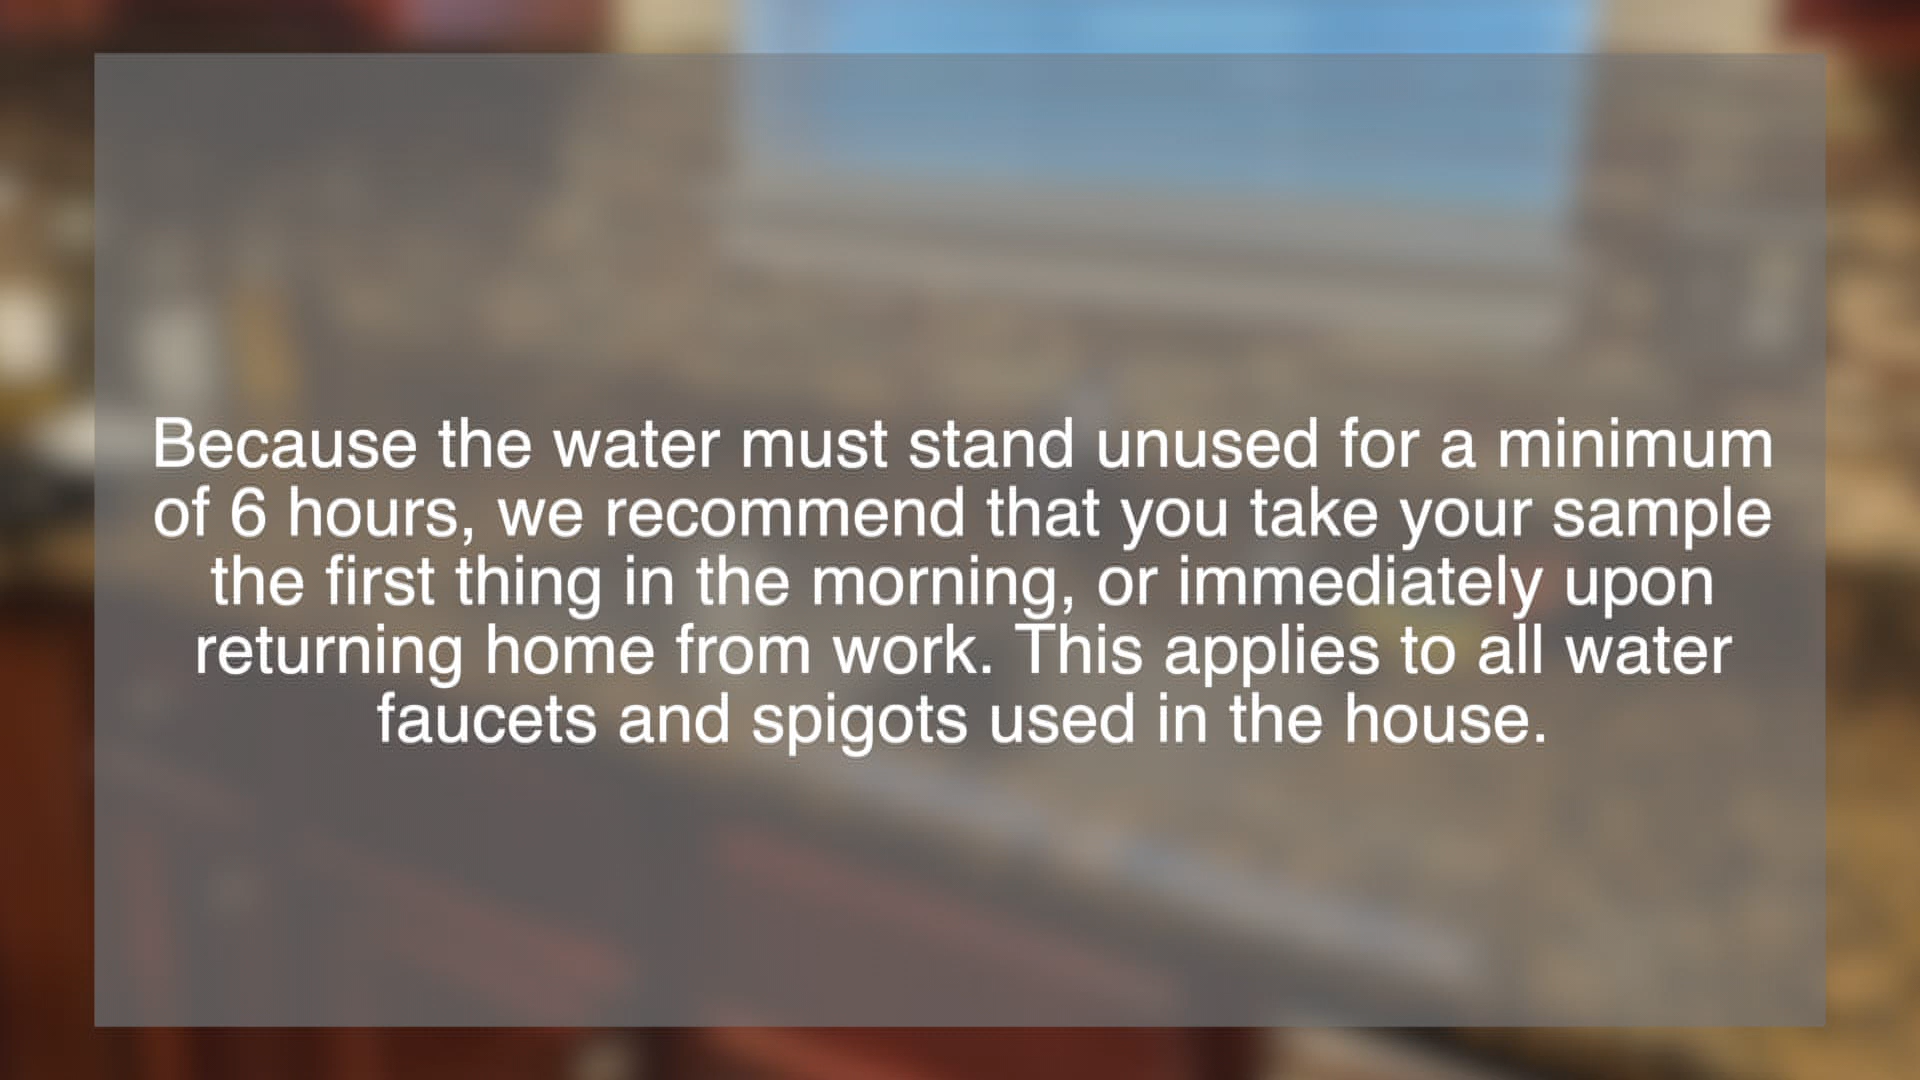 Because the water must stand unused for a minimum
of 6 hours, we recommend that you take your sample
the first thing in the morning, or immediately upon
returning home from work. This applies to all water
faucets and spigots used in the house.